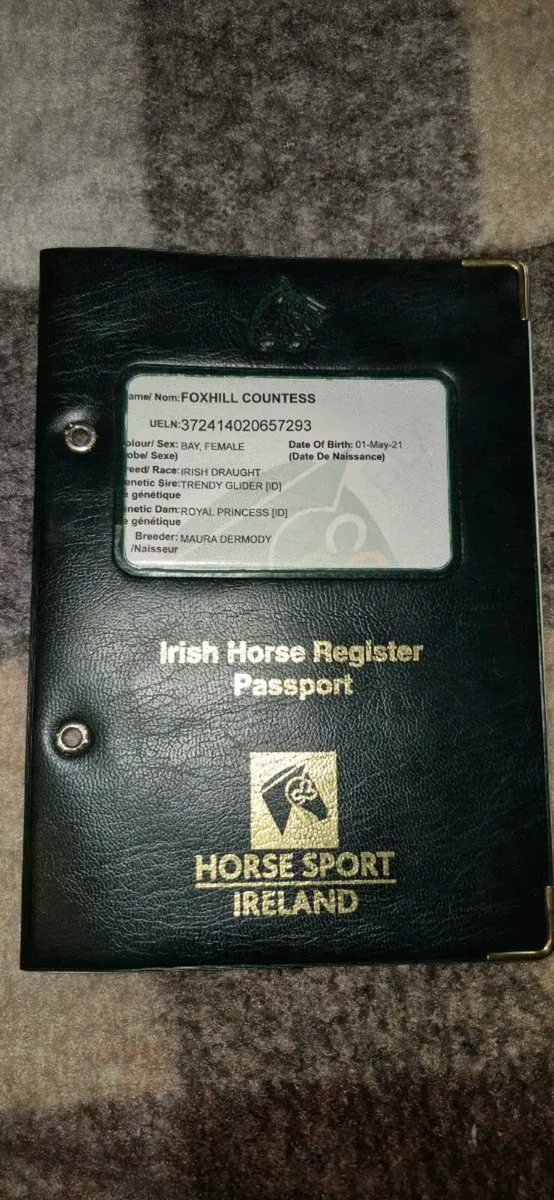 ame/ Nom: FOXHILL COUNTESS
UELN: 372414020657293
olour/ Sex: BAY, FEMALE Date Of Birth: 01-May-21
obe/ Sexe) (Date De Naissance)
reed/ Race: IRISH DRAUGHT
enetic Sire: TRENDY GLIDER [ID]
e génétique
netic Dam: ROYAL PRINCESS [ID]
e génétique
Breeder: MAURA DERMODY
/Naisseur
Irish Horse Register
Passport
HORSE SPORT
IRELAND